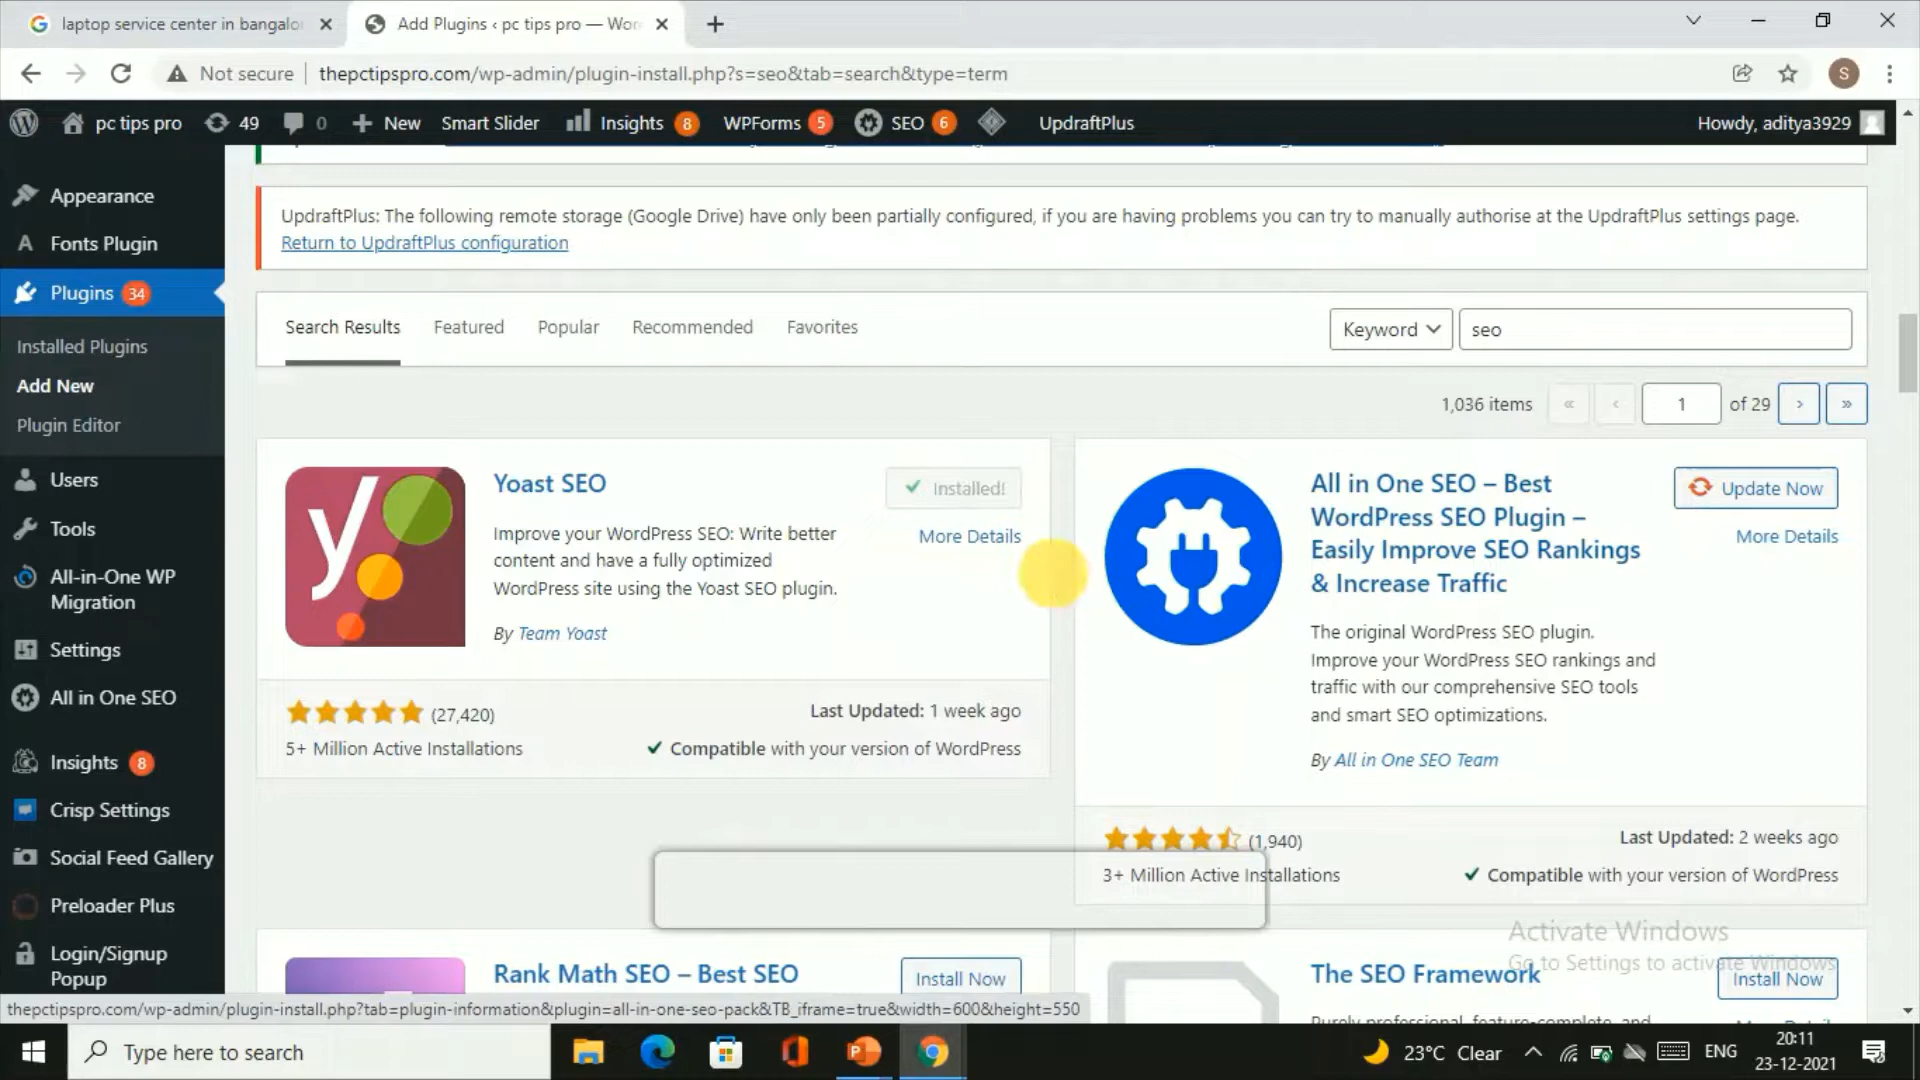 laptop service center in bangalo
Add Plugins ‹ pc tips pro — Wor
Not secure
thepctipspro.com/wp-admin/plugin-install.php?s=seo&tab=search&type=term
S
pc tips pro
49
0
New
Smart Slider
Insights 8
WPForms 5
SEO 6
UpdraftPlus
Howdy, aditya3929
Appearance
Fonts Plugin
Plugins 34
Installed Plugins
Add New
Plugin Editor
Users
Tools
All-in-One WP
Migration
Settings
All in One SEO
Insights 8
Crisp Settings
Social Feed Gallery
Preloader Plus
Login/Signup
Popup
UpdraftPlus: The following remote storage (Google Drive) have only been partially configured, if you are having problems you can try to manually authorise at the UpdraftPlus settings page.
Return to UpdraftPlus configuration
Search Results
Featured
Popular
Recommended
Favorites
Keyword
seo
1,036 items
«
‹
1
of 29
›
»
Yoast SEO
Installed!
More Details
Improve your WordPress SEO: Write better
content and have a fully optimized
WordPress site using the Yoast SEO plugin.
By Team Yoast
(27,420)
Last Updated: 1 week ago
5+ Million Active Installations
Compatible with your version of WordPress
All in One SEO – Best
WordPress SEO Plugin –
Easily Improve SEO Rankings
& Increase Traffic
Update Now
More Details
The original WordPress SEO plugin.
Improve your WordPress SEO rankings and
traffic with our comprehensive SEO tools
and smart SEO optimizations.
By All in One SEO Team
(1,940)
Last Updated: 2 weeks ago
3+ Million Active Installations
Compatible with your version of WordPress
Rank Math SEO – Best SEO
Install Now
The SEO Framework
Install Now
Activate Windows
Go to Settings to activate Windows.
thepctipspro.com/wp-admin/plugin-install.php?tab=plugin-information&plugin=all-in-one-seo-pack&TB_iframe=true&width=600&height=550
Type here to search
23°C Clear
ENG
20:11
23-12-2021